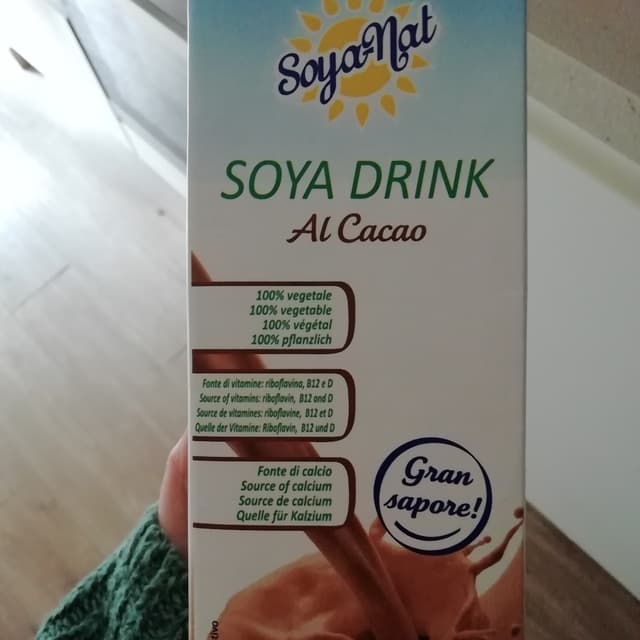 Soya-Nat
SOYA DRINK
Al Cacao
100% vegetale
100% vegetable
100% végétal
100% pflanzlich
Fonte di vitamine: riboflavina, B12 e D
Source of vitamins: riboflavin, B12 and D
Source de vitamines: riboflavine, B12 et D
Quelle der Vitamine: Riboflavin, B12 und D
Fonte di calcio
Source of calcium
Source de calcium
Quelle für Kalzium
Gran
sapore!